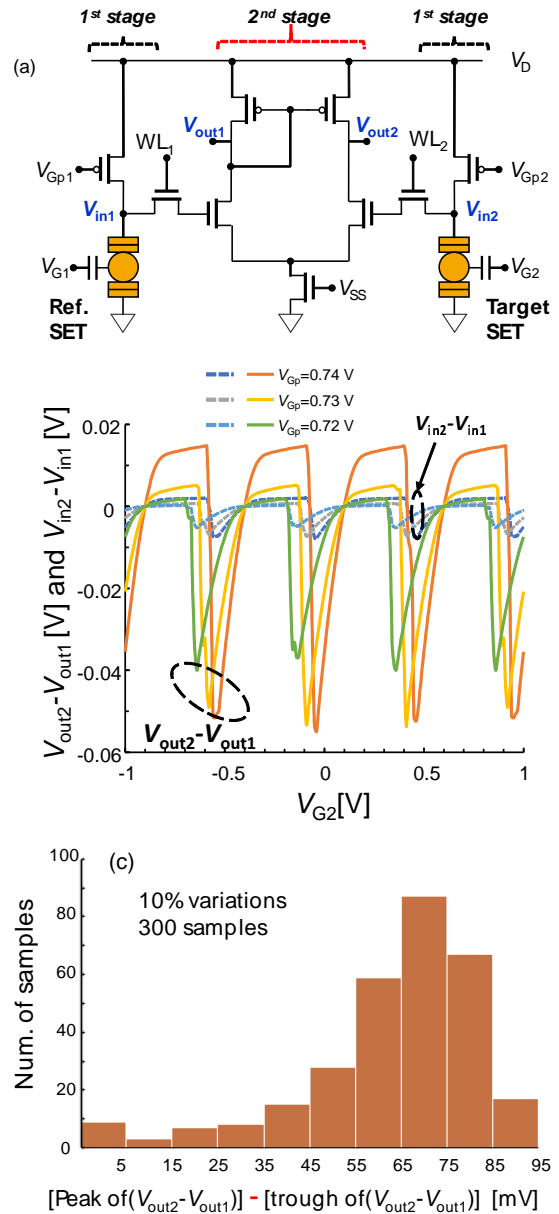 1st stage 2nd stage 1st stage
(a)
VD
Vout1 Vout2
WL1 WL2
VGp1 VGp2
Vin1 Vin2
VG1 VG2
VSS
Ref. SET
Target SET
VGp=0.74 V
VGp=0.73 V
VGp=0.72 V
Vin2-Vin1
Vout2-Vout1 [V] and Vin2-Vin1 [V]
0.02
0
-0.02
-0.04
-0.06
Vout2-Vout1
-1 -0.5 0 0.5 1
VG2[V]
(c)
10% variations
300 samples
Num. of samples
100
80
60
40
20
0
5 15 25 35 45 55 65 75 85 95
[Peak of(Vout2-Vout1)] - [trough of(Vout2-Vout1)] [mV]